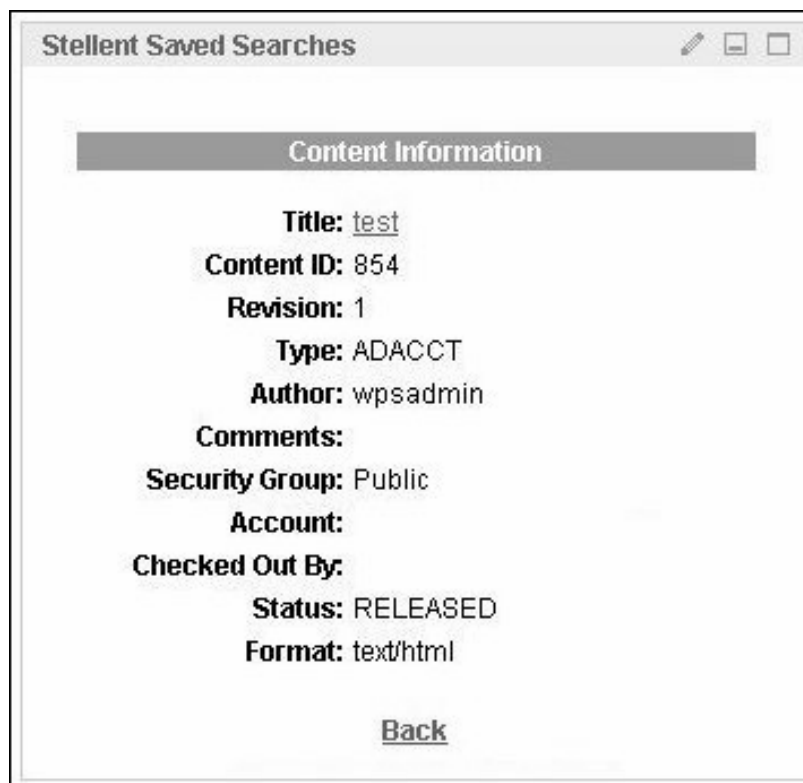 Stellent Saved Searches
Content Information
Title: test
Content ID: 854
Revision: 1
Type: ADACCT
Author: wpsadmin
Comments:
Security Group: Public
Account:
Checked Out By:
Status: RELEASED
Format: text/html
Back